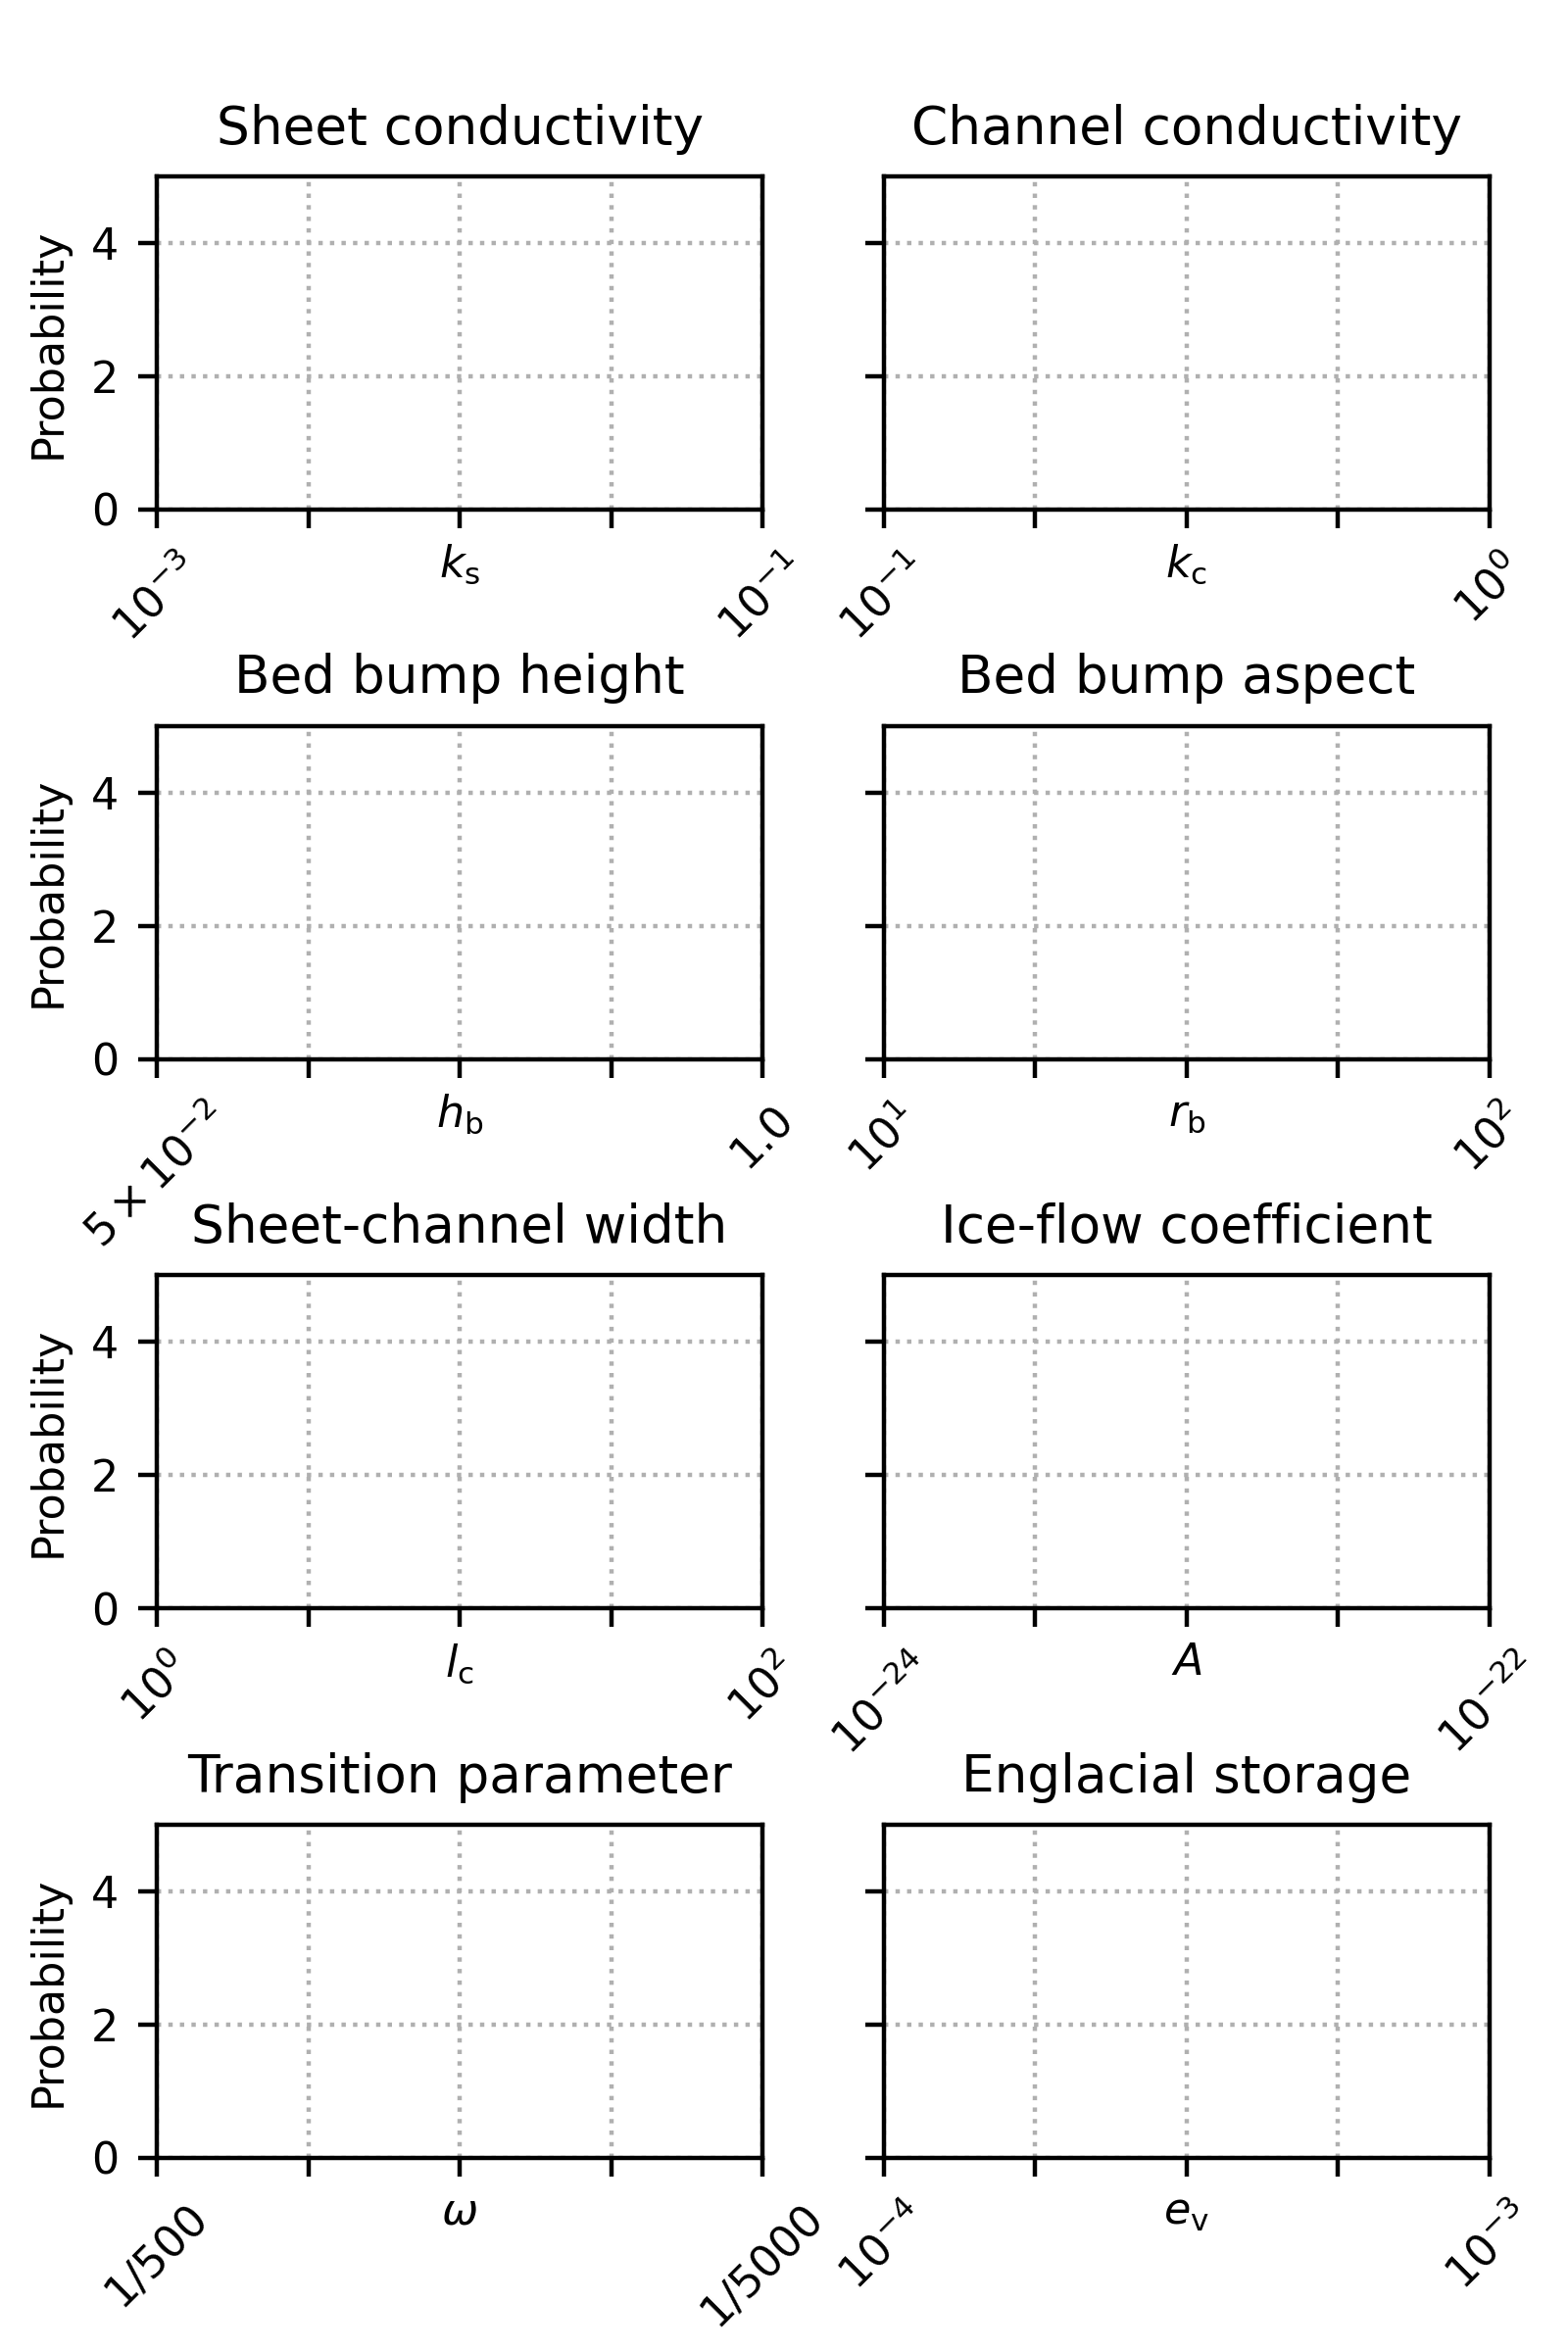 Sheet conductivity
Channel conductivity
Probability
4
2
0
10⁻³
kₛ
10⁻¹
10⁻¹
k_c
10⁰
Bed bump height
Bed bump aspect
Probability
4
2
0
5 × 10⁻²
h_b
1.0
10¹
r_b
10²
Sheet-channel width
Ice-flow coefficient
Probability
4
2
0
10⁰
l_c
10²
10⁻²⁴
A
10⁻²²
Transition parameter
Englacial storage
Probability
4
2
0
1/500
ω
1/5000
10⁻⁴
e_v
10⁻³